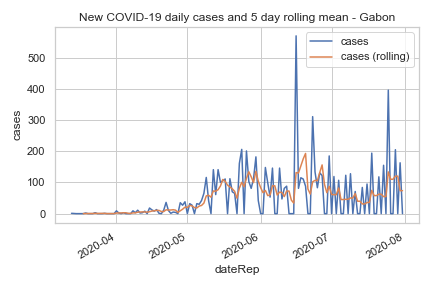 New COVID-19 daily cases and 5 day rolling mean - Gabon
cases
cases (rolling)
cases
500
400
300
200
100
0
2020-04
2020-05
2020-06
2020-07
2020-08
dateRep